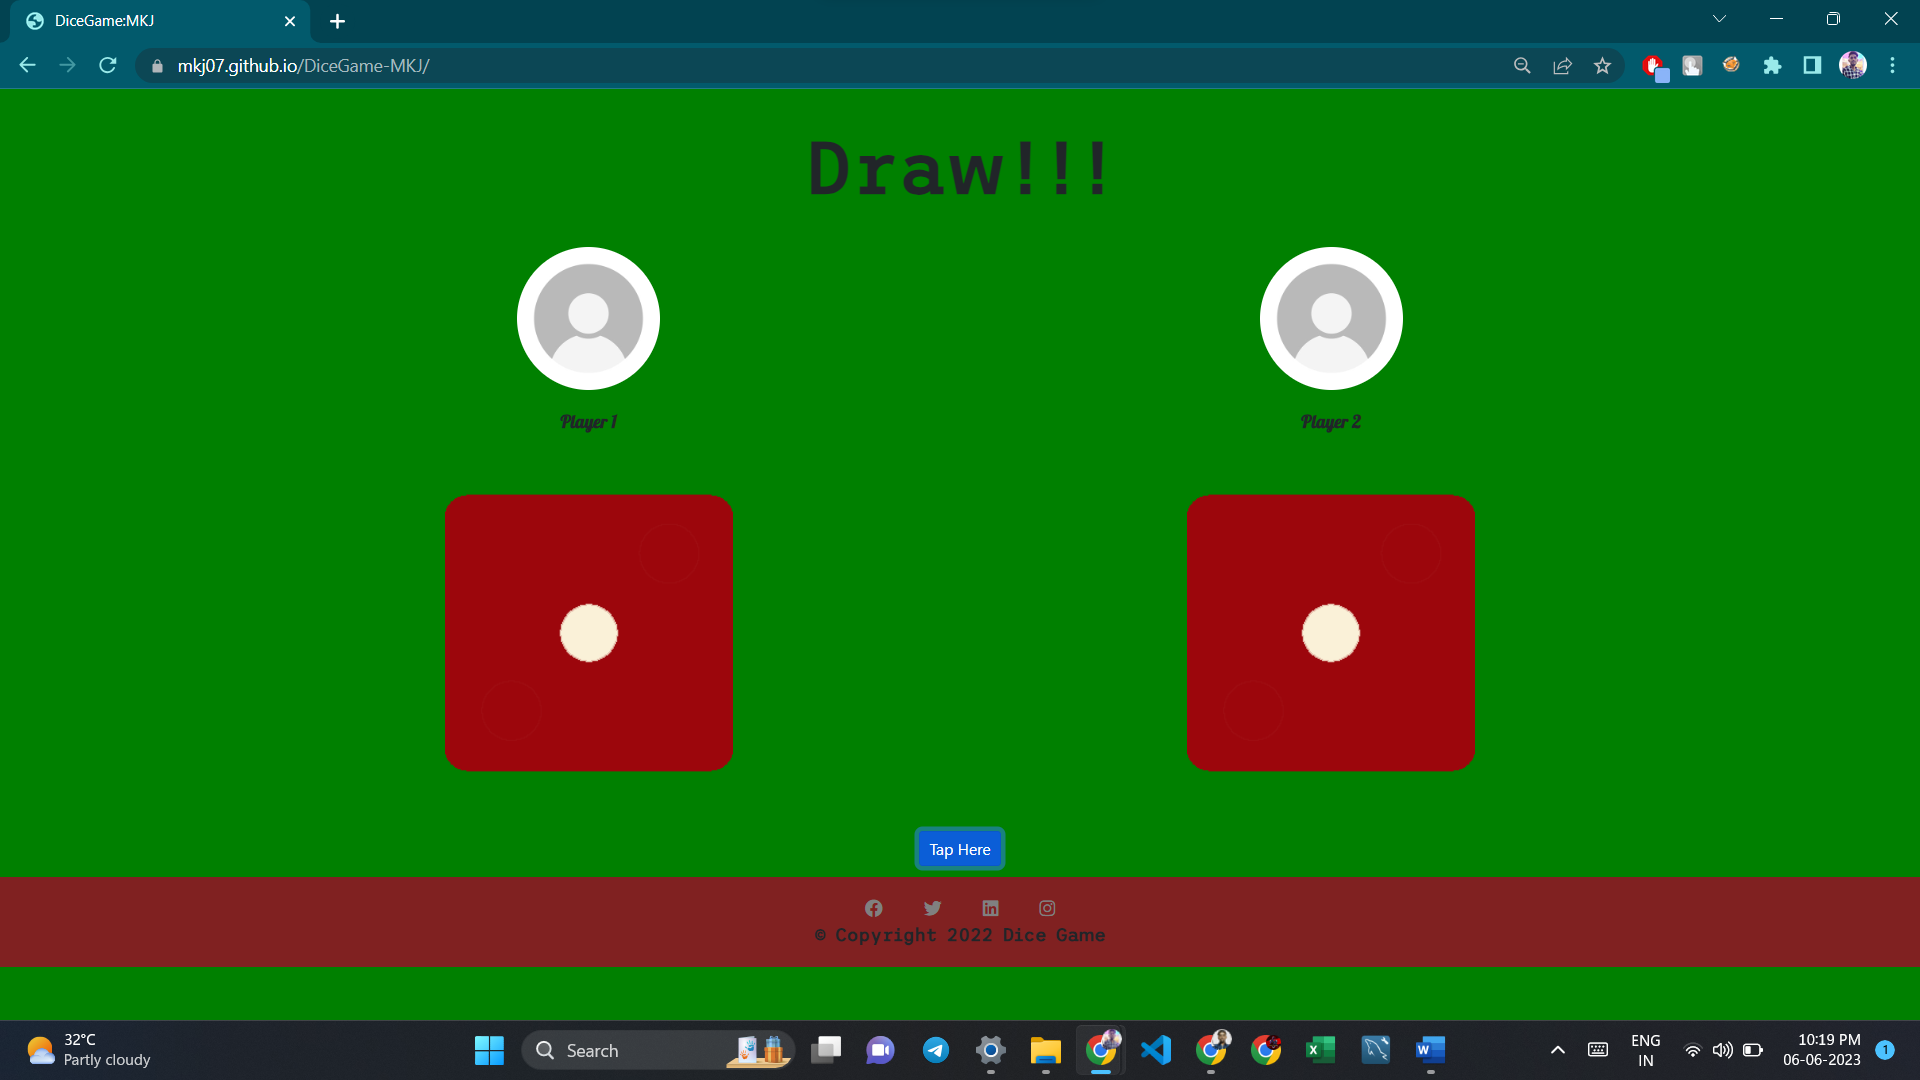 DiceGame:MKJ
mkj07.github.io/DiceGame-MKJ/
Draw!!!
Player 1
Player 2
Tap Here
© Copyright 2022 Dice Game
32°C
Partly cloudy
Search
ENG
IN
10:19 PM
06-06-2023
1